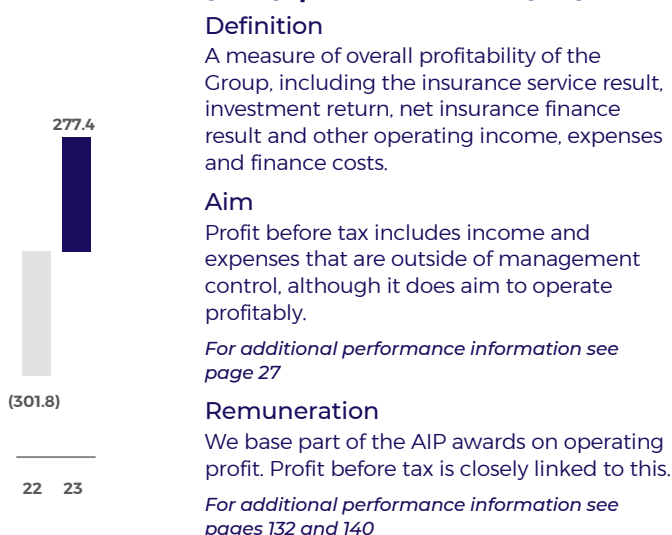 Definition
A measure of overall profitability of the
Group, including the insurance service result,
investment return, net insurance finance
result and other operating income, expenses
and finance costs.
277.4
Aim
Profit before tax includes income and
expenses that are outside of management
control, although it does aim to operate
profitably.
For additional performance information see
page 27
(301.8)
Remuneration
We base part of the AIP awards on operating
profit. Profit before tax is closely linked to this.
22 23
For additional performance information see
pages 132 and 140